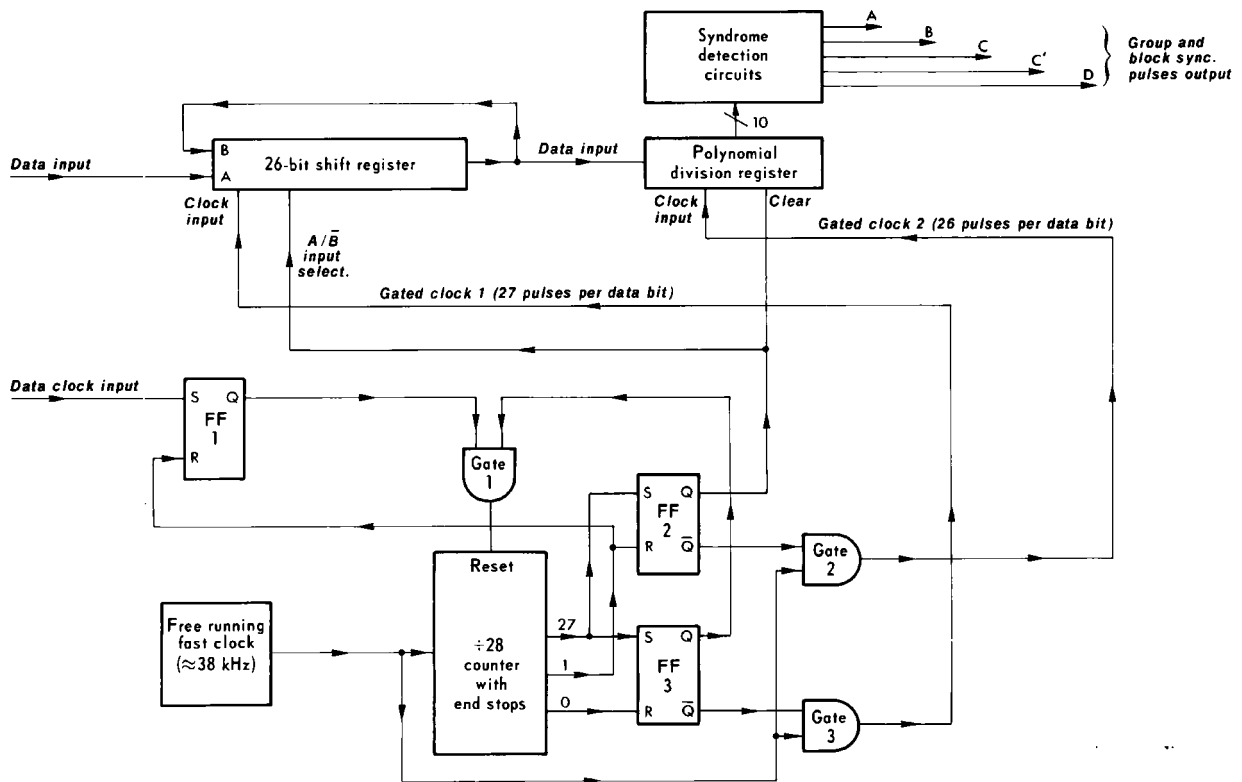 A
B
C
C'
D
Syndrome
detection
circuits
Group and
block sync.
pulses output
10
B
A
26-bit shift register
Data input
Data input
Polynomial
division register
Clock
input
Clock
input
Clear
Gated clock 2 (26 pulses per data bit)
A/B̅
input
select.
Gated clock 1 (27 pulses per data bit)
Data clock input
S Q
FF
1
R
Gate
1
S Q
FF
2
R Q̅
Gate
2
Reset
Free running
fast clock
(≈38 kHz)
÷28
counter
with
end stops
27
1
0
S Q
FF
3
R Q̅
Gate
3